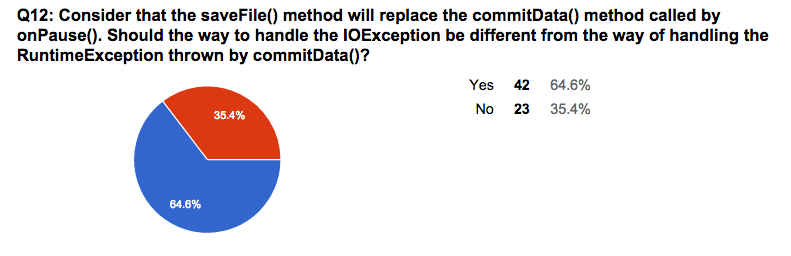 Q12: Consider that the saveFile() method will replace the commitData() method called by
onPause(). Should the way to handle the IOException be different from the way of handling the
RuntimeException thrown by commitData()?
Yes 42 64.6%
No 23 35.4%
35.4%
64.6%